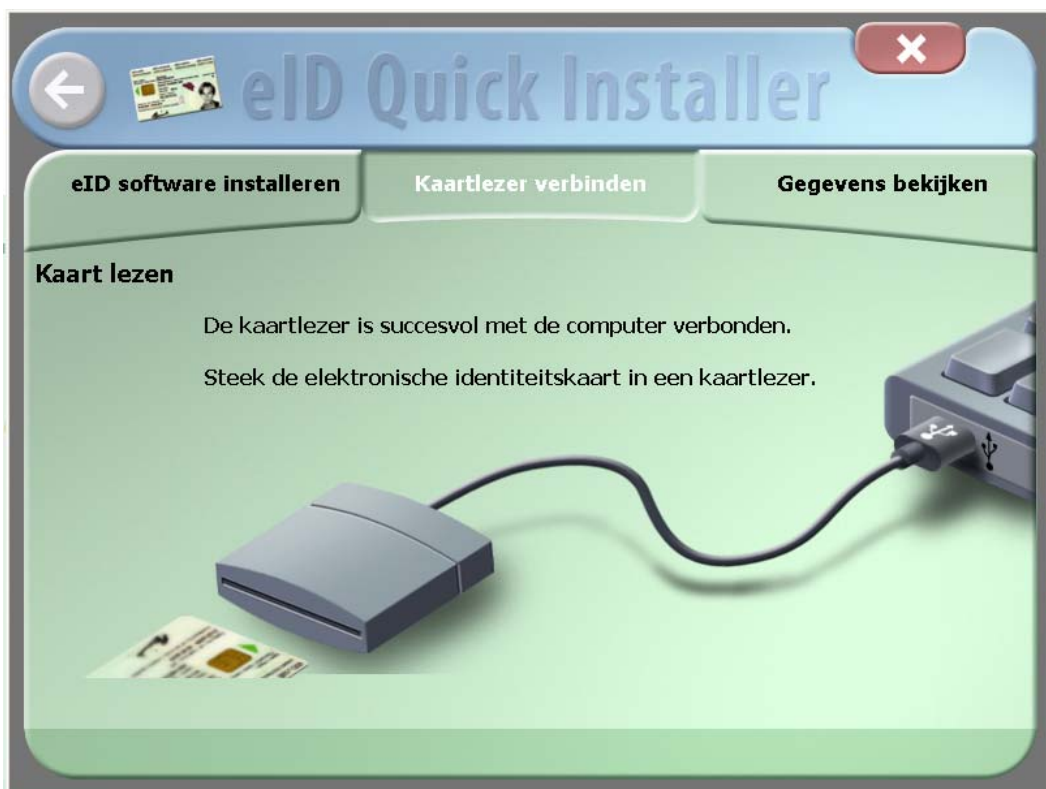 eID Quick Installer
eID software installeren
Kaartlezer verbinden
Gegevens bekijken
Kaart lezen
De kaartlezer is succesvol met de computer verbonden.
Steek de elektronische identiteitskaart in een kaartlezer.